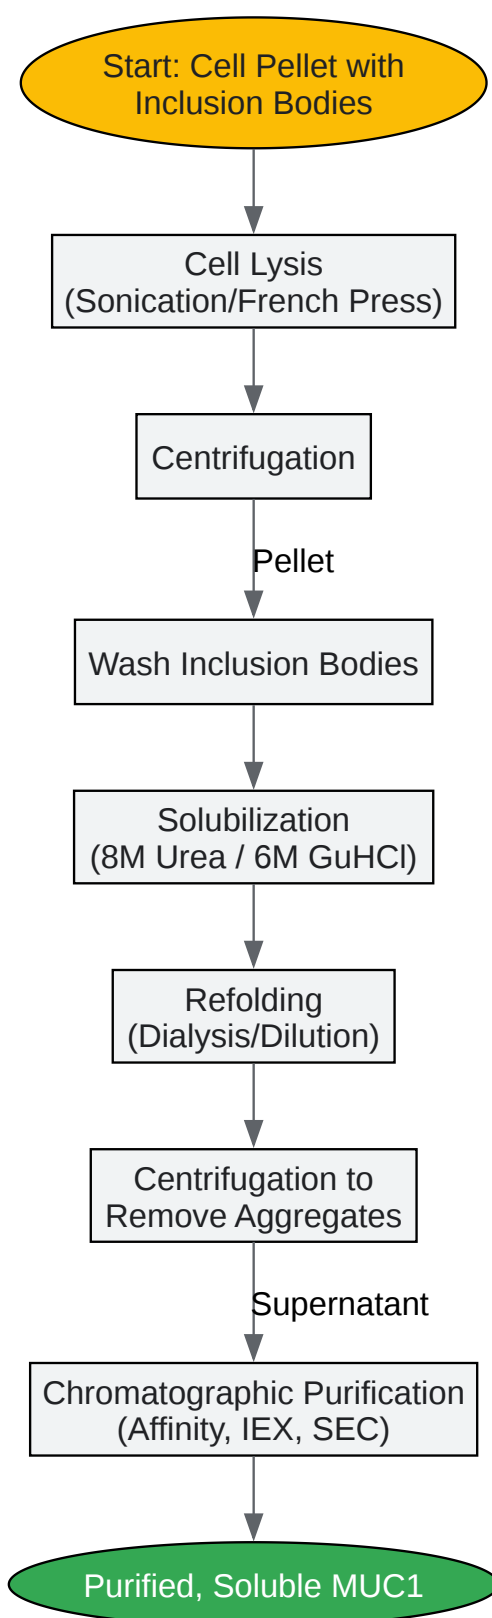 Start: Cell Pellet with
Inclusion Bodies
Cell Lysis
(Sonication/French Press)
Centrifugation
Pellet
Wash Inclusion Bodies
Solubilization
(8M Urea / 6M GuHCl)
Refolding
(Dialysis/Dilution)
Centrifugation to
Remove Aggregates
Supernatant
Chromatographic Purification
(Affinity, IEX, SEC)
Purified, Soluble MUC1